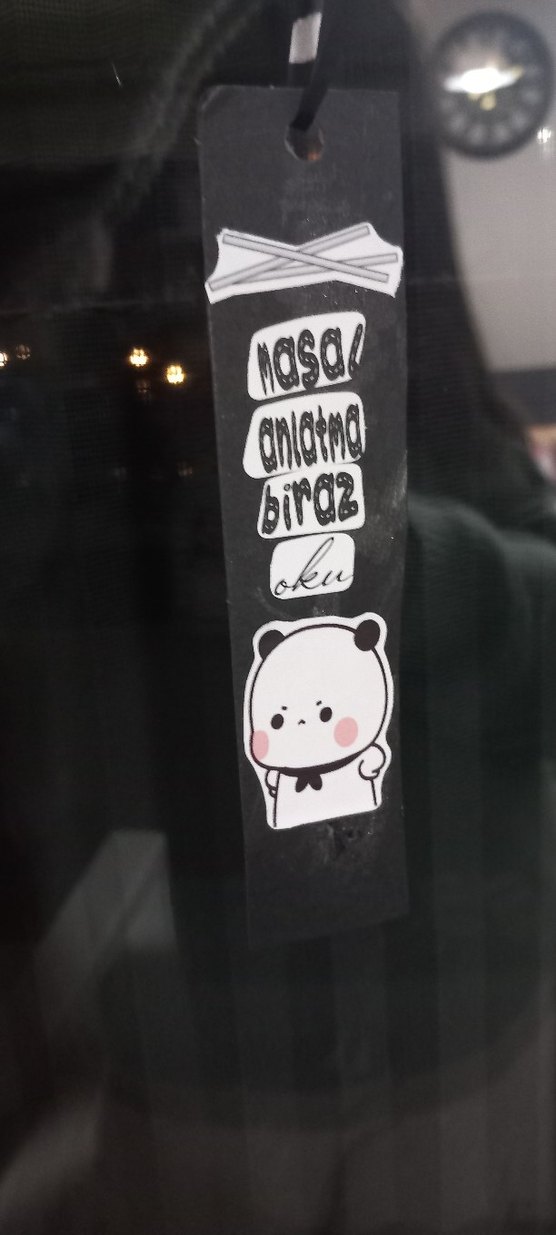 masal
anlatma
biraz
oku